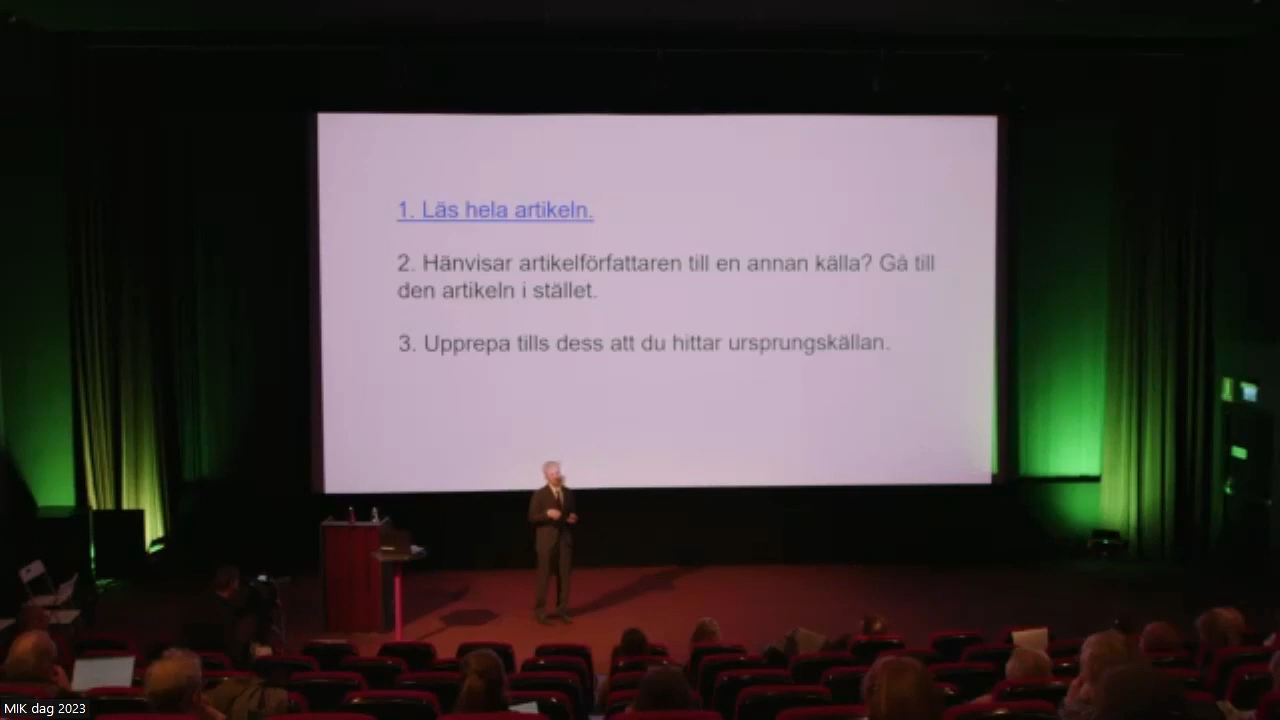 1. Läs hela artikeln.
2. Hänvisar artikelförfattaren till en annan källa? Gå till
den artikeln i stället.
3. Upprepa tills dess att du hittar ursprungskällan.
MIK dag 2023